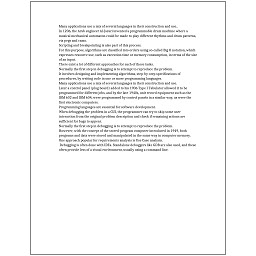 Many applications use a mix of several languages in their construction and use.
In 1206, the Arab engineer Al-Jazari invented a programmable drum machine where a
musical mechanical automaton could be made to play different rhythms and drum patterns,
via pegs and cams.
Scripting and breakpointing is also part of this process.
For this purpose, algorithms are classified into orders using so-called Big O notation, which
expresses resource use, such as execution time or memory consumption, in terms of the size
of an input.
There exist a lot of different approaches for each of those tasks.
Normally the first step in debugging is to attempt to reproduce the problem.
It involves designing and implementing algorithms, step-by-step specifications of
procedures, by writing code in one or more programming languages.
Many applications use a mix of several languages in their construction and use.
Later a control panel (plug board) added to his 1906 Type I Tabulator allowed it to be
programmed for different jobs, and by the late 1940s, unit record equipment such as the
IBM 602 and IBM 604, were programmed by control panels in a similar way, as were the
first electronic computers.
Programming languages are essential for software development.
When debugging the problem in a GUI, the programmer can try to skip some user
interaction from the original problem description and check if remaining actions are
sufficient for bugs to appear.
Normally the first step in debugging is to attempt to reproduce the problem.
However, with the concept of the stored-program computer introduced in 1949, both
programs and data were stored and manipulated in the same way in computer memory.
One approach popular for requirements analysis is Use Case analysis.
Debugging is often done with IDEs. Standalone debuggers like GDB are also used, and these
often provide less of a visual environment, usually using a command line.